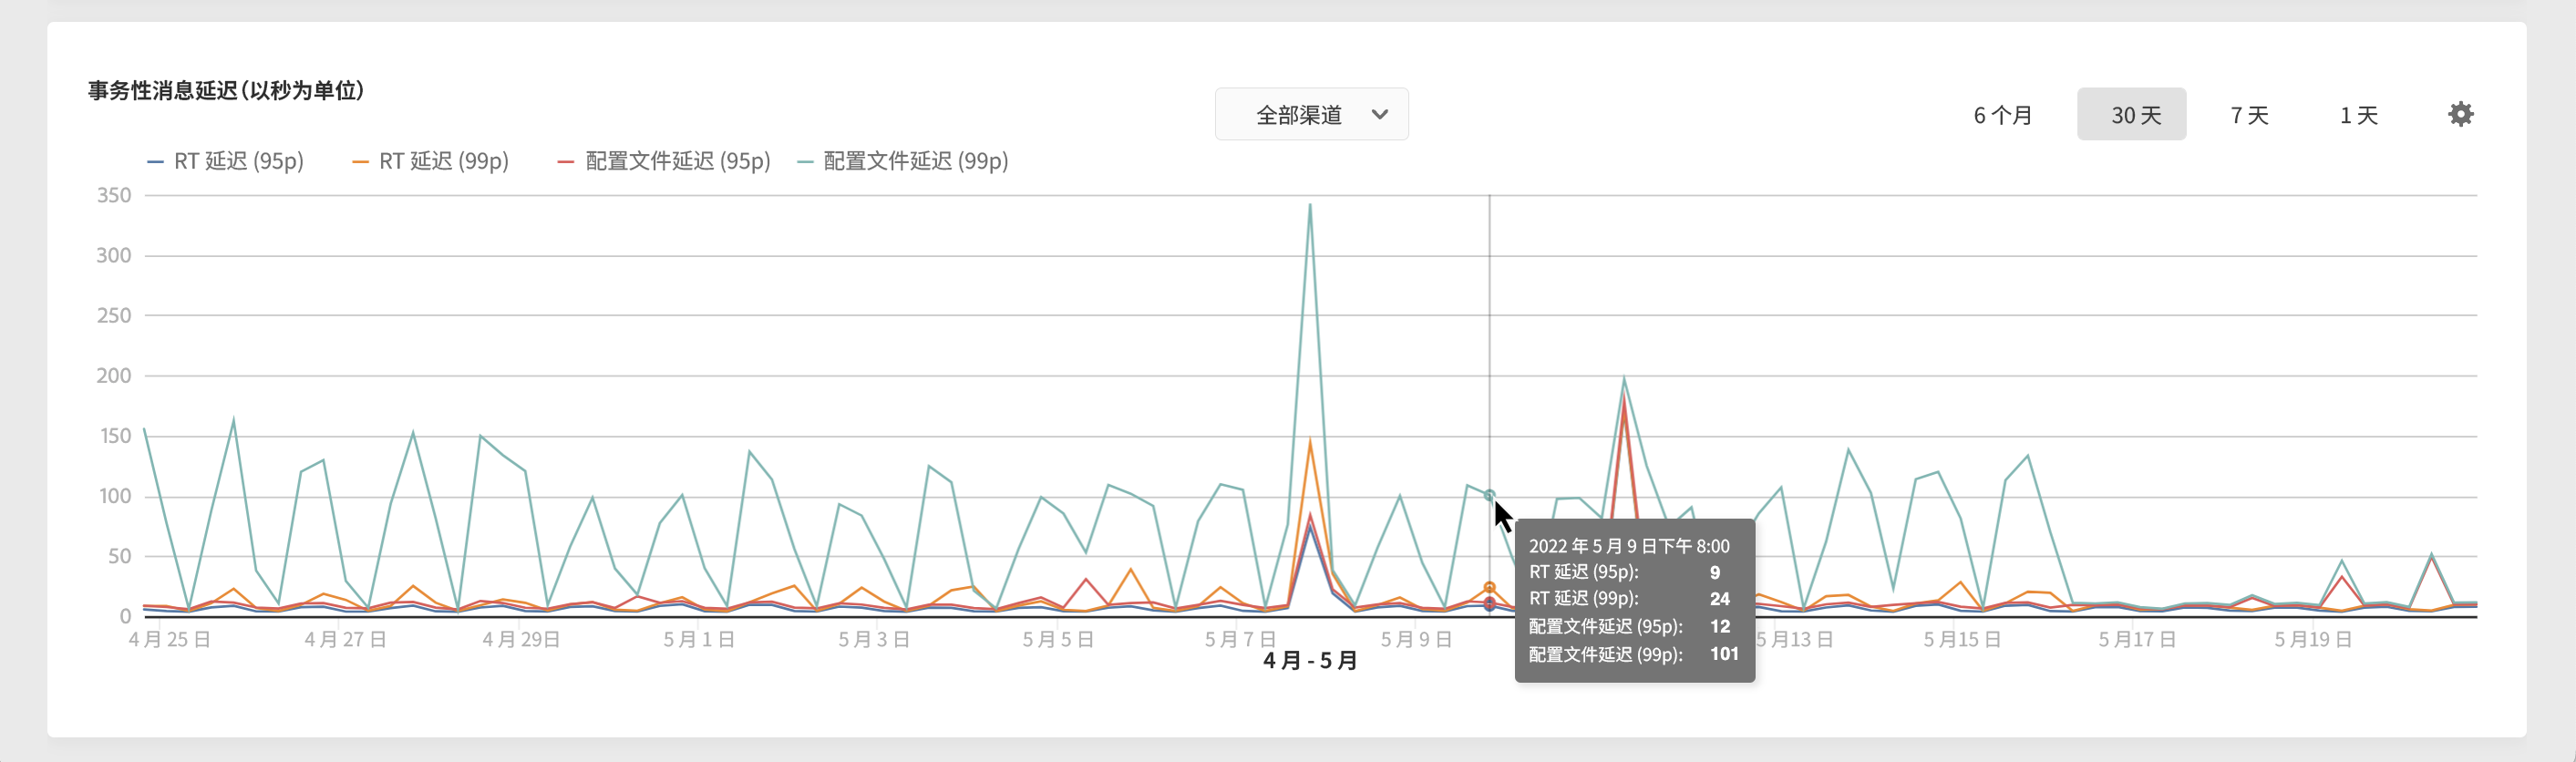 事务性消息延迟(以秒为单位)
全部渠道
6 个月 30 天 7 天 1 天
RT 延迟 (95p) RT 延迟 (99p) 配置文件延迟 (95p) 配置文件延迟 (99p)
350
300
250
200
150
100
50
0
4月25 日 4月27 日 4月29日 5月1 日 5月3 日 5月5 日 5月7 日 5月9 日 5月13日 5月15日 5月17日 5月19日
4月 - 5月
2022 年 5 月 9 日下午 8:00
RT 延迟 (95p): 9
RT 延迟 (99p): 24
配置文件延迟 (95p): 12
配置文件延迟 (99p): 101